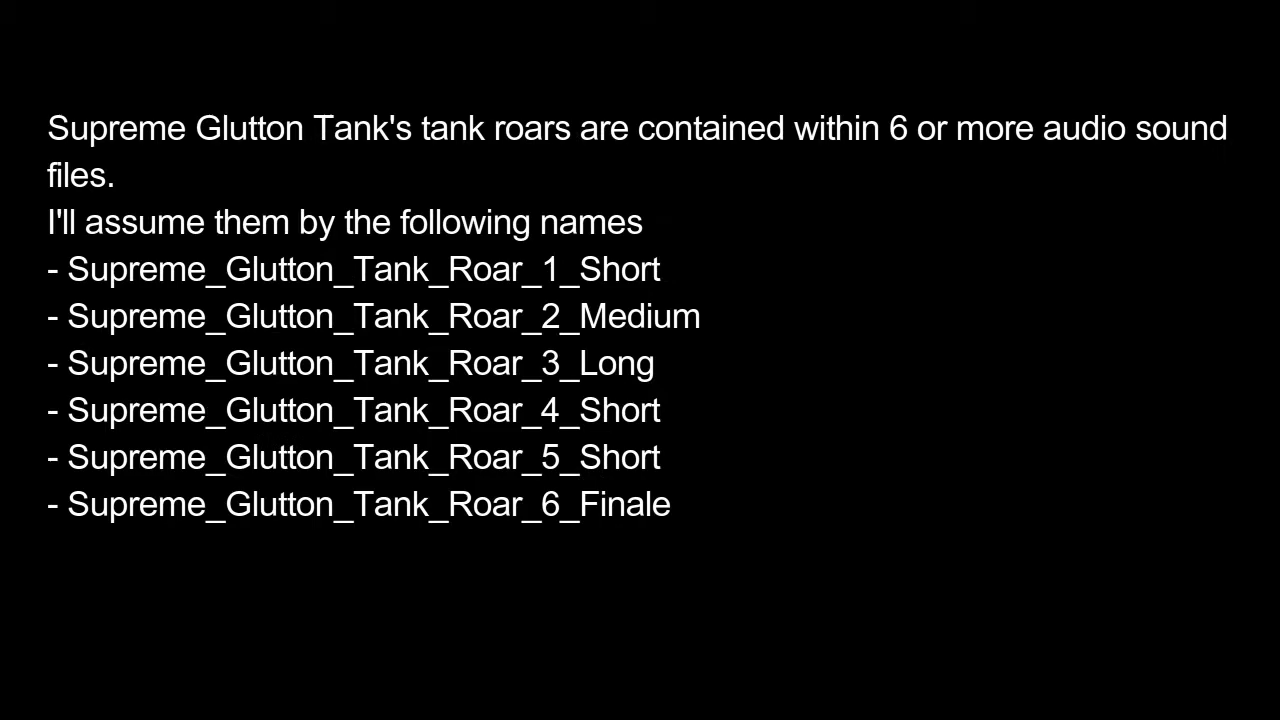 Supreme Glutton Tank's tank roars are contained within 6 or more audio sound
files.
I'll assume them by the following names
- Supreme_Glutton_Tank_Roar_1_Short
- Supreme_Glutton_Tank_Roar_2_Medium
- Supreme_Glutton_Tank_Roar_3_Long
- Supreme_Glutton_Tank_Roar_4_Short
- Supreme_Glutton_Tank_Roar_5_Short
- Supreme_Glutton_Tank_Roar_6_Finale